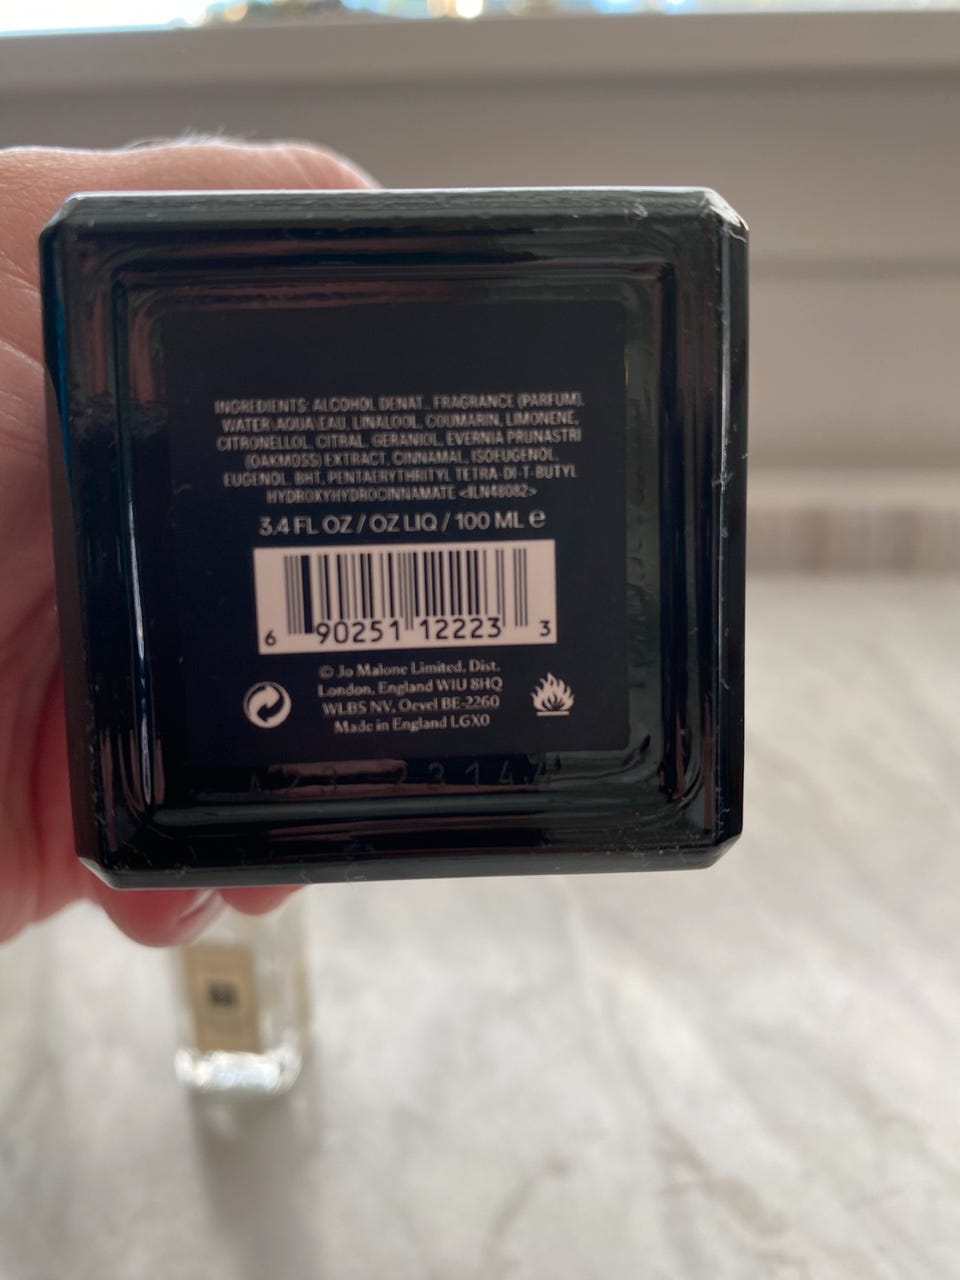 INGREDIENTS: ALCOHOL DENAT., FRAGRANCE (PARFUM),
WATER\AQUA\EAU, LINALOOL, COUMARIN, LIMONENE,
CITRONELLOL, CITRAL, GERANIOL, EVERNIA PRUNASTRI
(OAKMOSS) EXTRACT, CINNAMAL, ISOEUGENOL,
EUGENOL, BHT, PENTAERYTHRITYL TETRA-DI-T-BUTYL
HYDROXYHYDROCINNAMATE <ILN48082>
3.4 FL OZ / OZ LIQ / 100 ML e
6 90251 12223 3
© Jo Malone Limited. Dist.
London, England W1U 8HQ
WLBS NV, Oevel BE-2260
Made in England LGX0